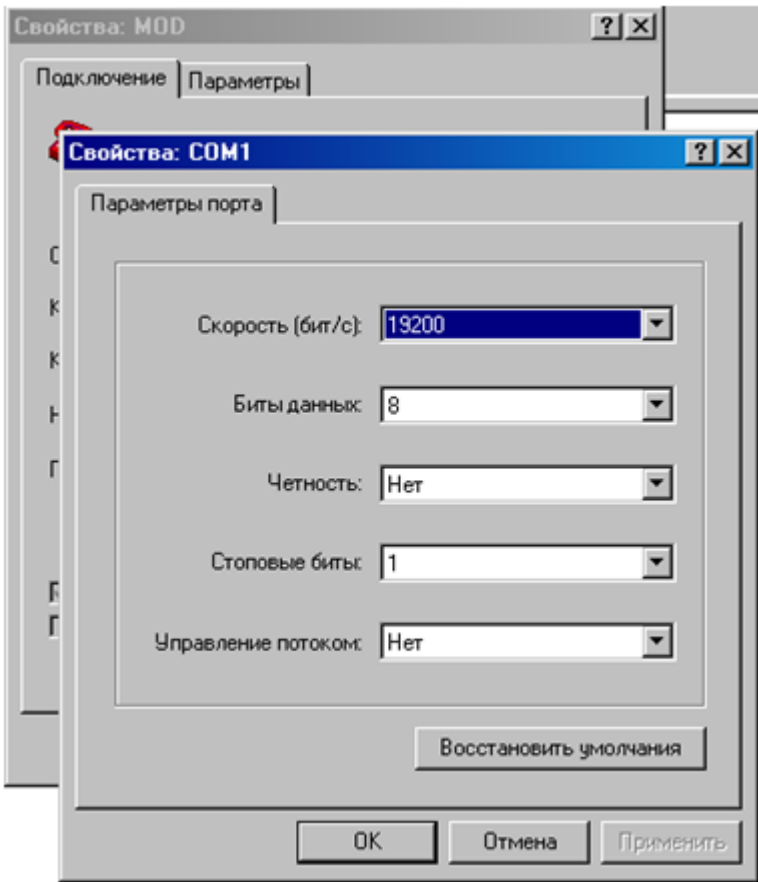 Свойства: MOD
Подключение
Параметры
Свойства: COM1
Параметры порта
Скорость (бит/с): 19200
Биты данных: 8
Четность: Нет
Стоповые биты: 1
Управление потоком: Нет
Восстановить умолчания
OK
Отмена
Применить